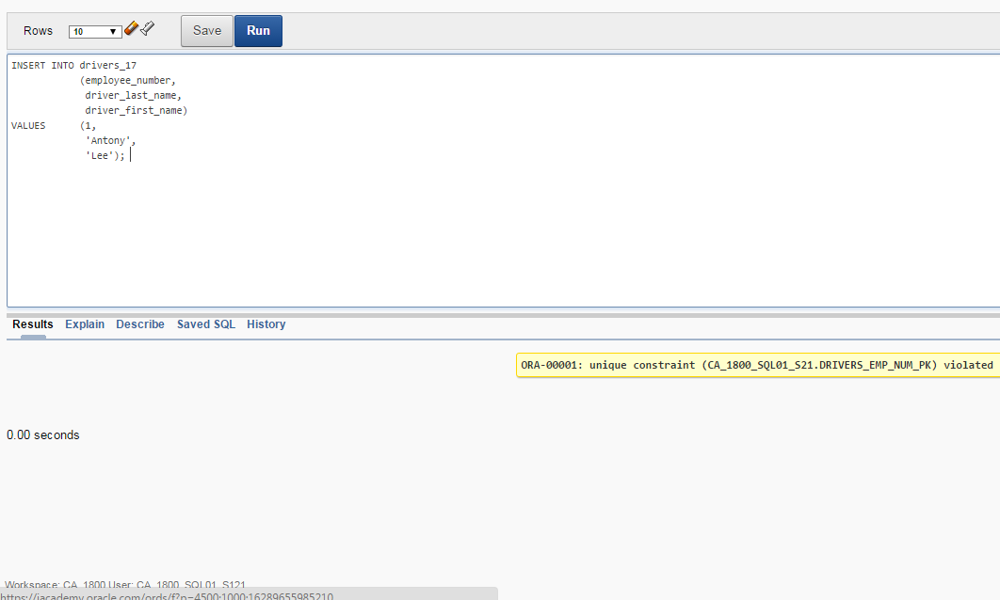 Rows 10 Save Run
INSERT INTO drivers_17
(employee_number,
driver_last_name,
driver_first_name)
VALUES (1,
'Antony',
'Lee');
Results Explain Describe Saved SQL History
ORA-00001: unique constraint (CA_1800_SQL01_S21.DRIVERS_EMP_NUM_PK) violated
0.00 seconds
Workspace: CA_1800 User: CA_1800_SQL01_S121
https://iacademy.oracle.com/ords/f?p=4500:1000:16289655985210